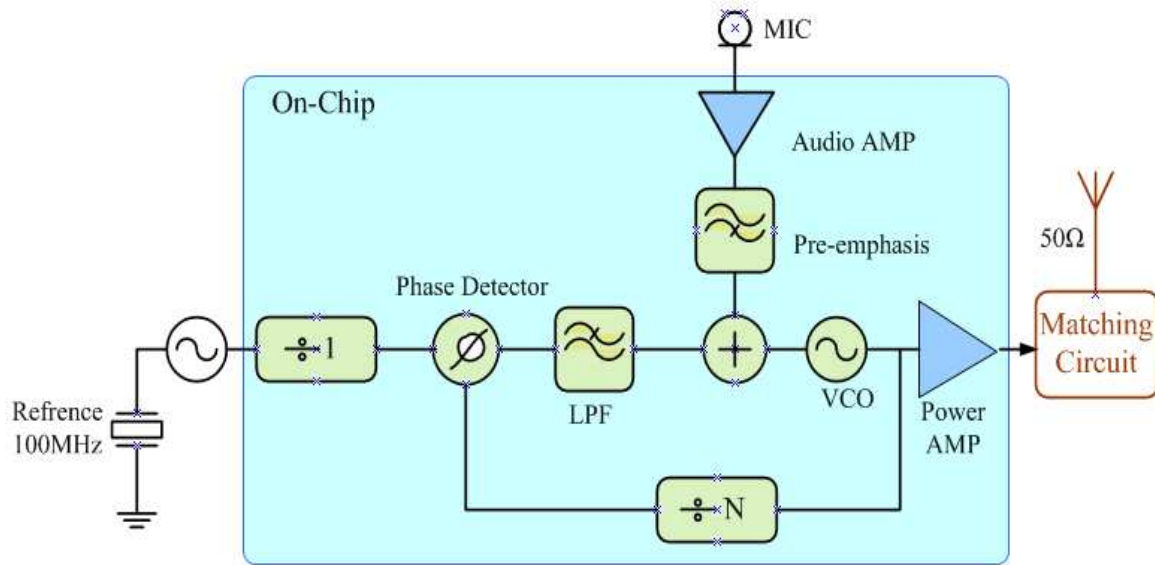 MIC
On-Chip
Audio AMP
Pre-emphasis
50Ω
Phase Detector
÷ 1
Matching
Circuit
LPF
VCO
Power
AMP
Refrence
100MHz
÷ N